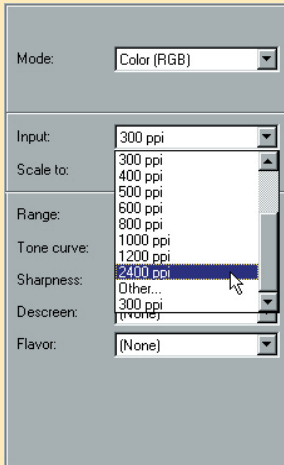 Mode: Color (RGB)
Input: 300 ppi
300 ppi
400 ppi
Scale to:
500 ppi
600 ppi
Range: 800 ppi
1000 ppi
Tone curve: 1200 ppi
2400 ppi
Sharpness:
Other...
300 ppi
Descreen: (None)
Flavor: (None)